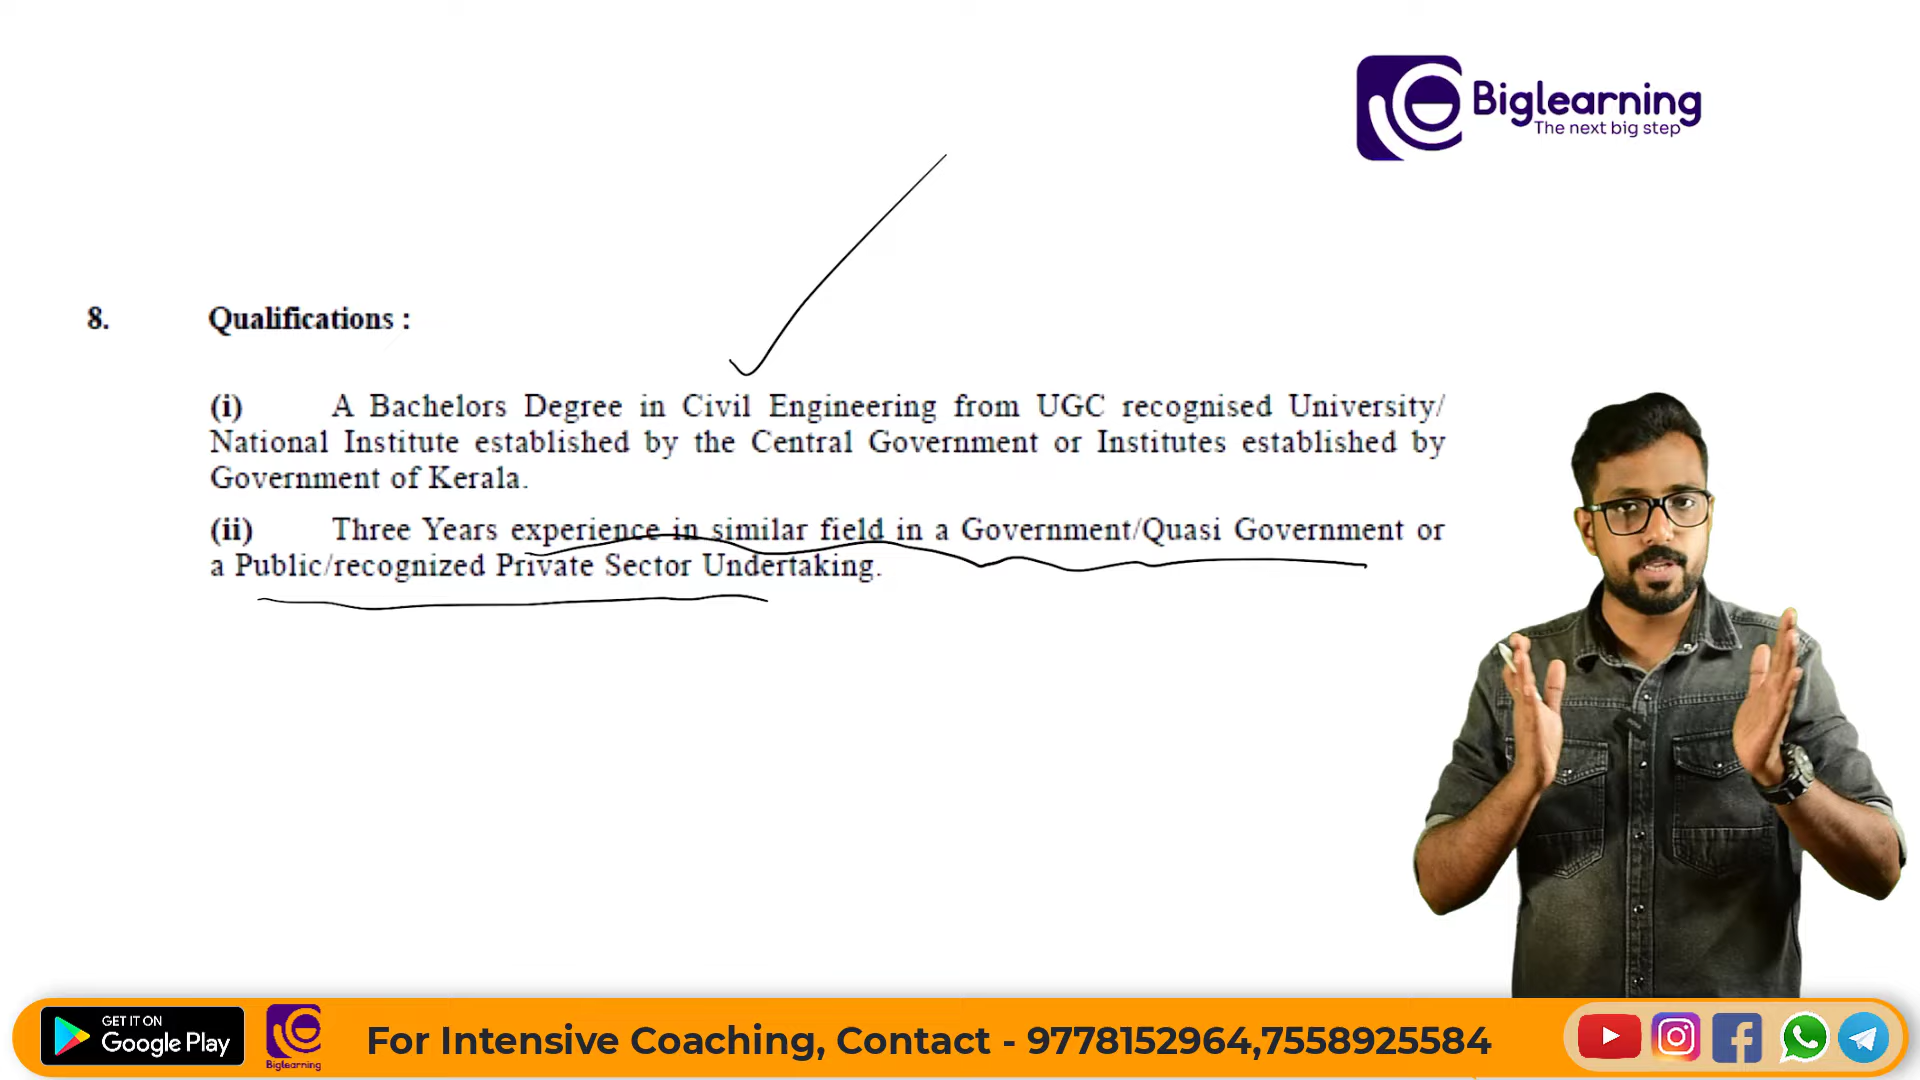 Biglearning
The next big step
8. Qualifications :
(i) A Bachelors Degree in Civil Engineering from UGC recognised University/
National Institute established by the Central Government or Institutes established by
Government of Kerala.
(ii) Three Years experience in similar field in a Government/Quasi Government or
a Public/recognized Private Sector Undertaking.
GET IT ON
Google Play
Biglearning
For Intensive Coaching, Contact - 9778152964,7558925584